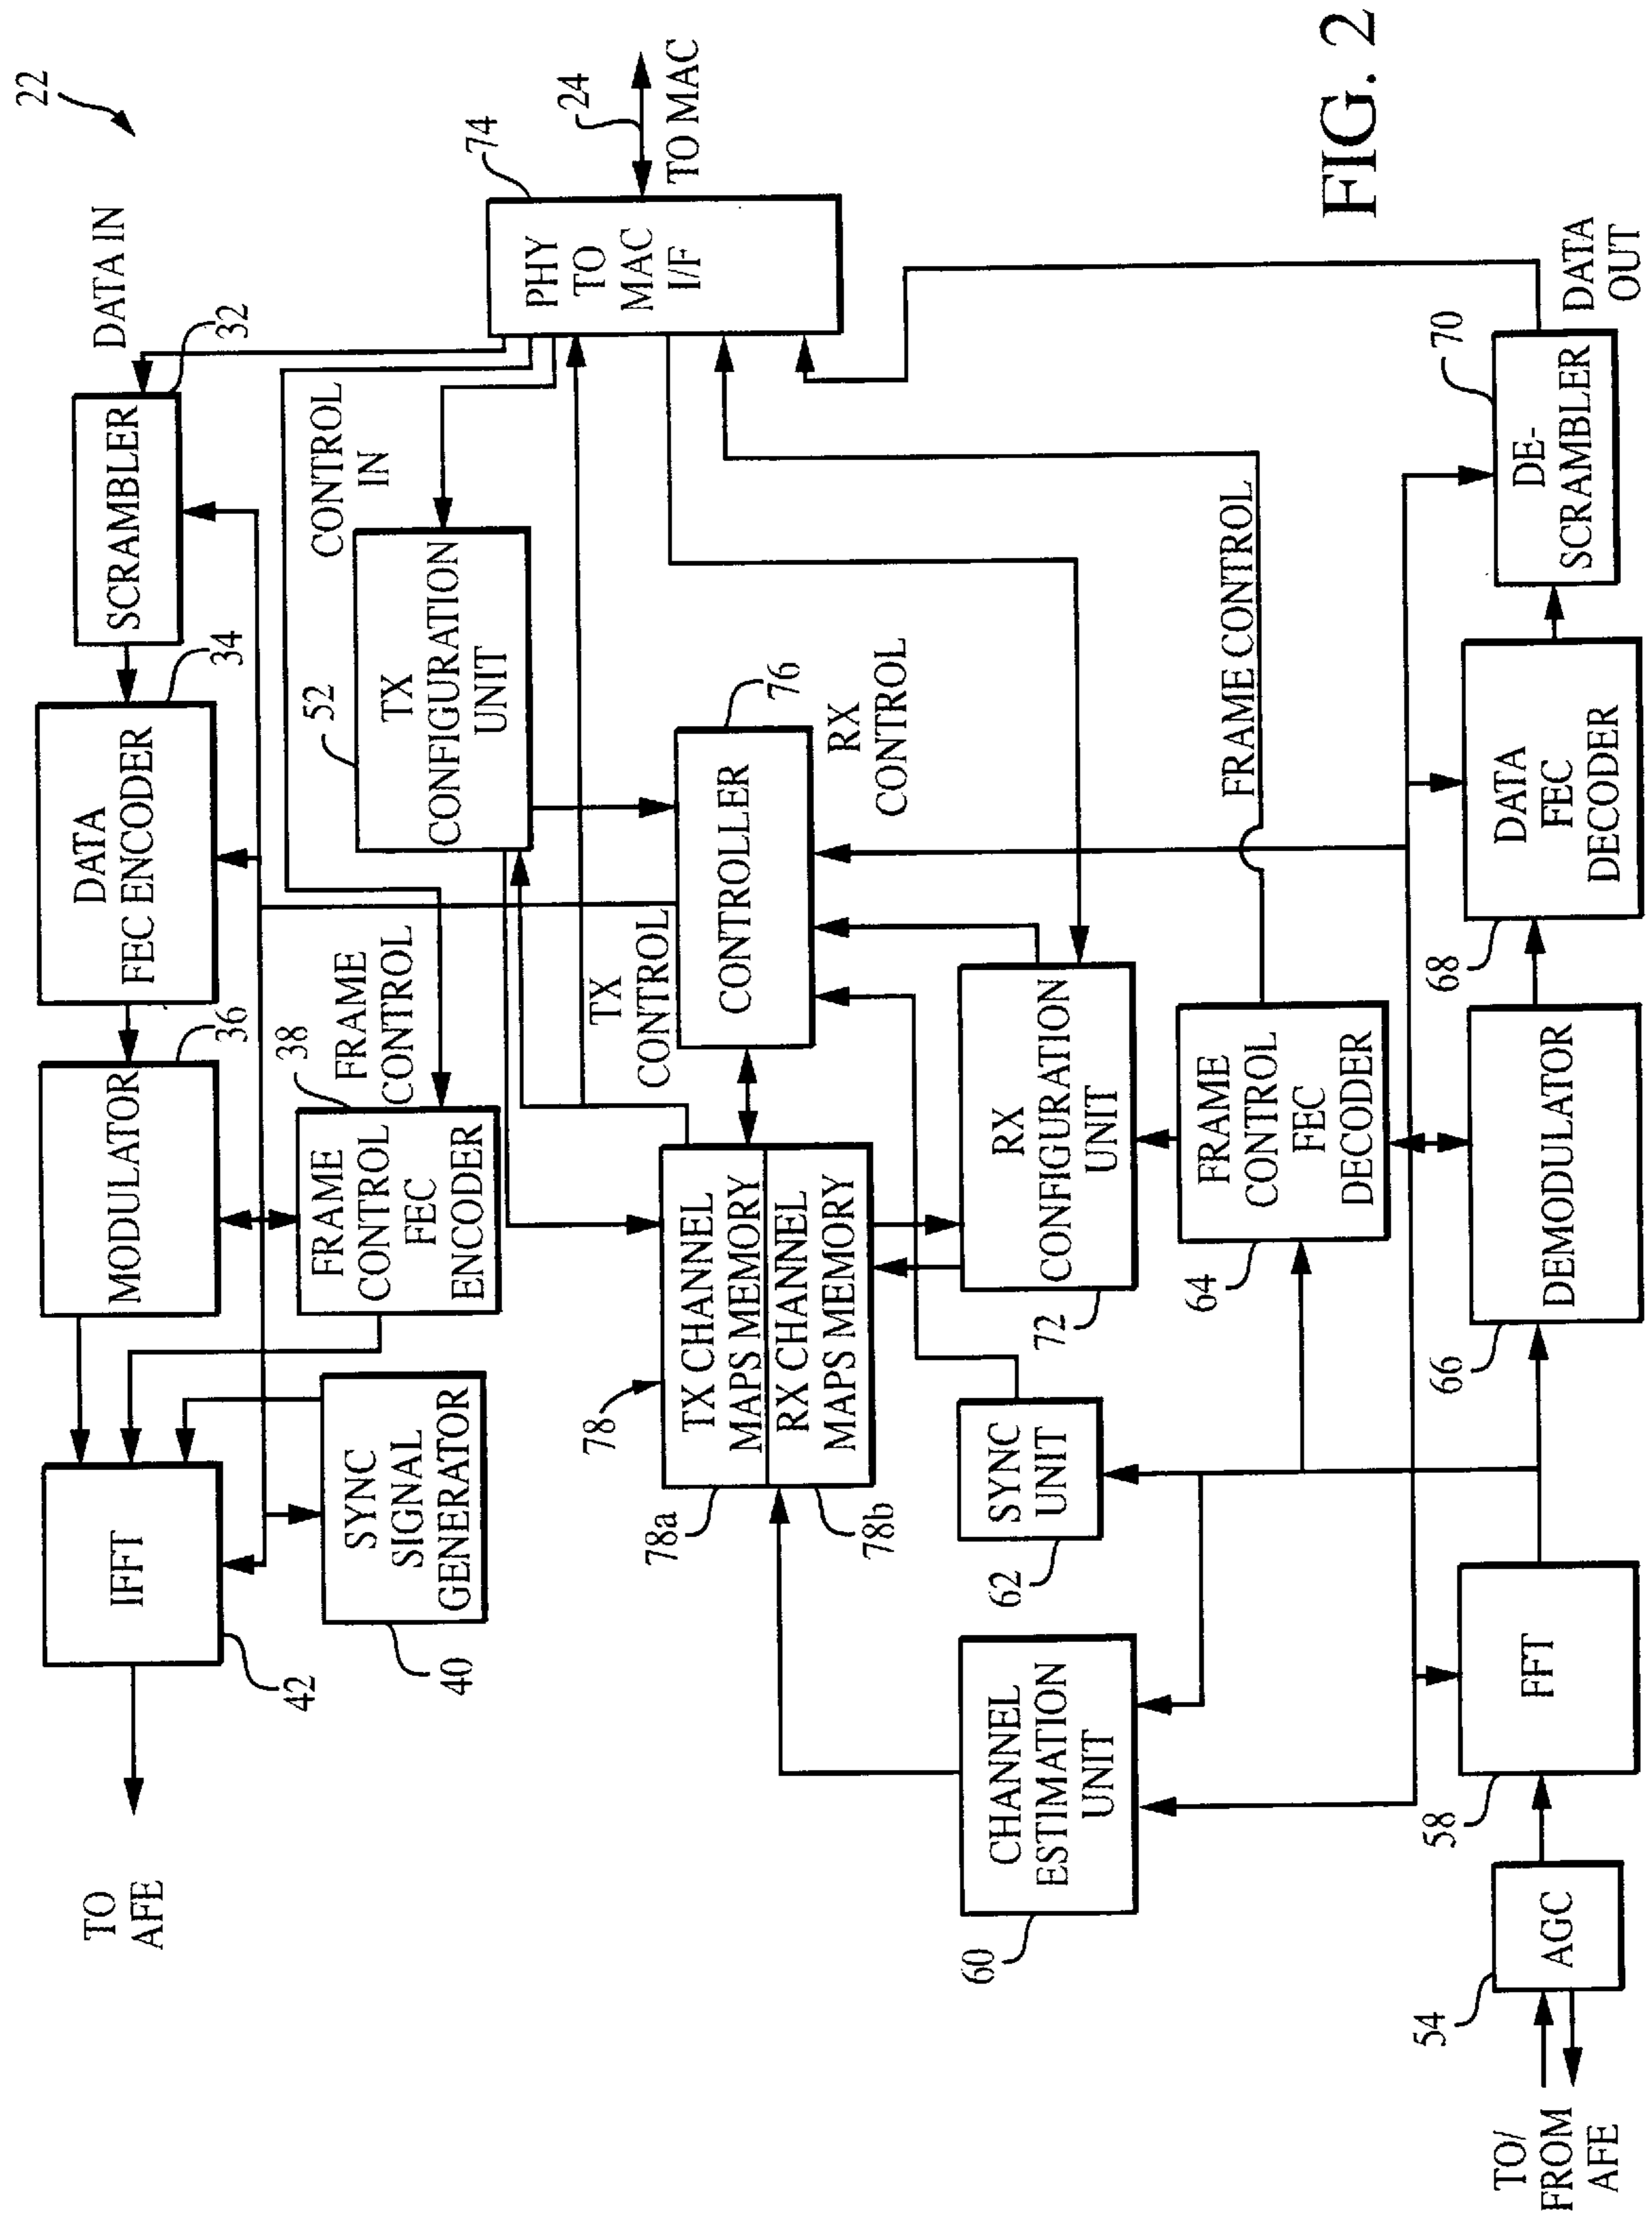 22
DATA IN
TO
AFE
IFFT
42
MODULATOR
36
DATA
FEC ENCODER
34
SCRAMBLER
32
SYNC
SIGNAL
GENERATOR
40
FRAME
CONTROL
FEC
ENCODER
38
FRAME
CONTROL
CONTROL
IN
TX
CONFIGURATION
UNIT
52
PHY
TO
MAC
I/F
74
24
TO MAC
TX
CONTROL
78
TX CHANNEL
MAPS MEMORY
RX CHANNEL
MAPS MEMORY
78a
78b
CONTROLLER
76
RX
CONTROL
CHANNEL
ESTIMATION
UNIT
60
SYNC
UNIT
62
RX
CONFIGURATION
UNIT
72
FRAME
CONTROL
FEC
DECODER
64
FRAME CONTROL
TO/
FROM
AFE
AGC
54
FFT
58
DEMODULATOR
66
DATA
FEC
DECODER
68
DE-
SCRAMBLER
70
DATA
OUT
FIG. 2